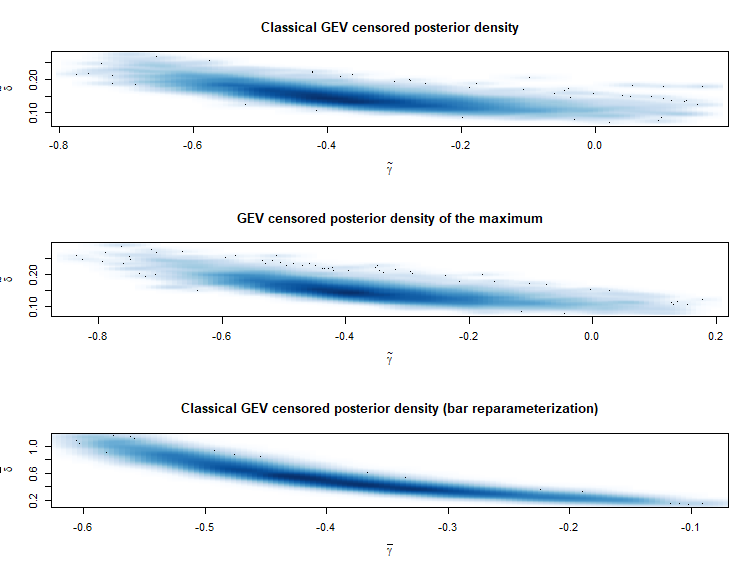 Classical GEV censored posterior density
0.20
0.10
δ̃
-0.8 -0.6 -0.4 -0.2 0.0
γ̃
GEV censored posterior density of the maximum
0.20
0.10
δ̃
-0.8 -0.6 -0.4 -0.2 0.0 0.2
γ̃
Classical GEV censored posterior density (bar reparameterization)
1.0
0.6
0.2
-0.6 -0.5 -0.4 -0.3 -0.2 -0.1
γ̅